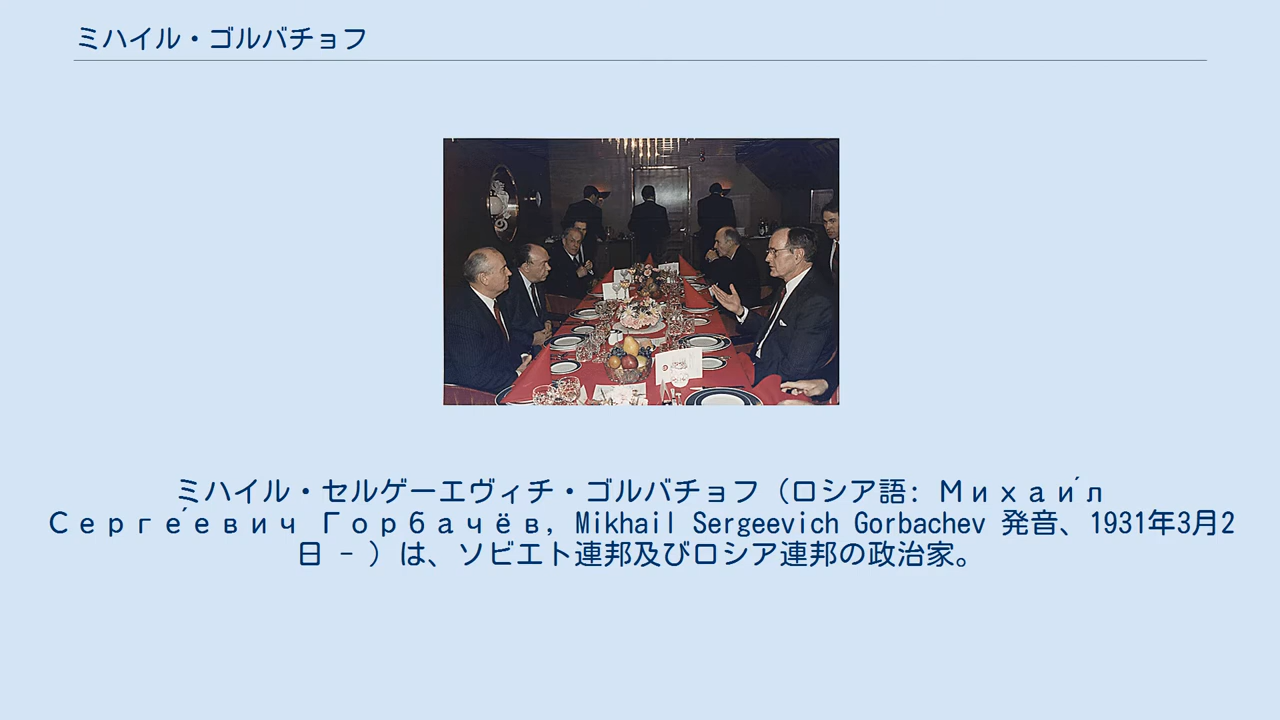 ミハイル・ゴルバチョフ
ミハイル・セルゲーエヴィチ・ゴルバチョフ（ロシア語: Михаи́л
Серге́евич Горбачёв, Mikhail Sergeevich Gorbachev 発音、1931年3月2
日 - ）は、ソビエト連邦及びロシア連邦の政治家。